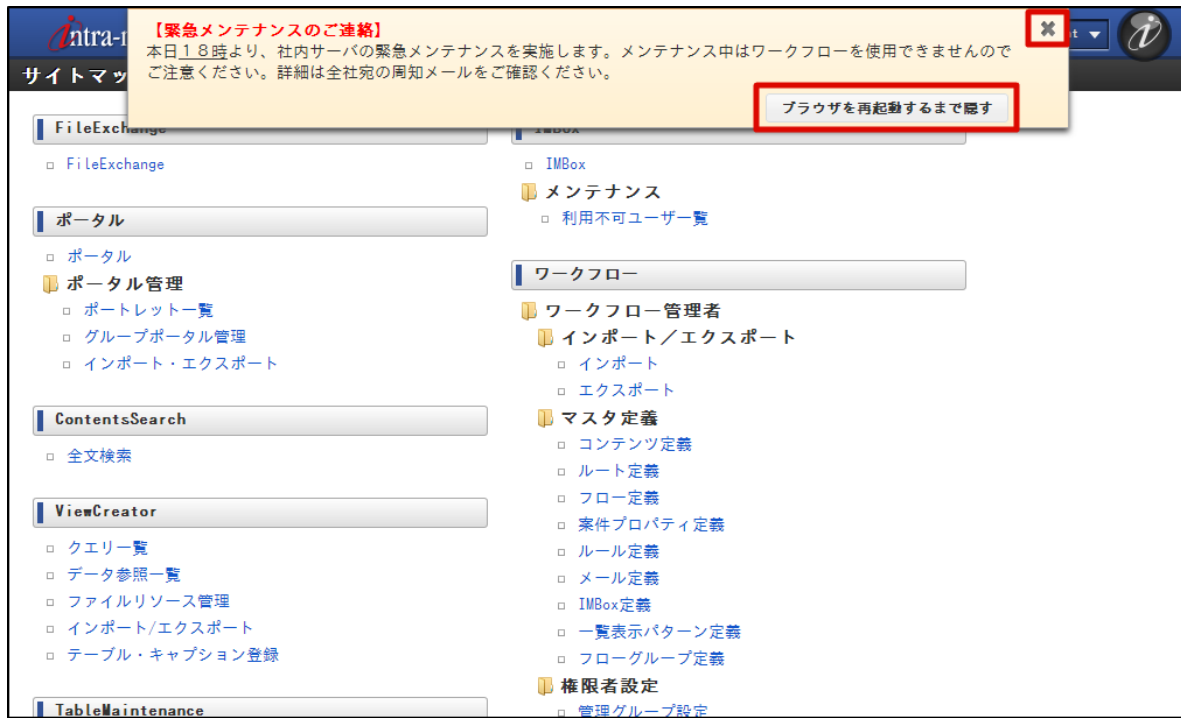 intra-m
【緊急メンテナンスのご連絡】
本日１８時より、社内サーバの緊急メンテナンスを実施します。メンテナンス中はワークフローを使用できませんので
ご注意ください。詳細は全社宛の周知メールをご確認ください。
ブラウザを再起動するまで隠す
サイトマッ
FileExchange
FileExchange
ポータル
ポータル
ポータル管理
ポートレット一覧
グループポータル管理
インポート・エクスポート
ContentsSearch
全文検索
ViewCreator
クエリ一覧
データ参照一覧
ファイルリソース管理
インポート/エクスポート
テーブル・キャプション登録
TableMaintenance
IMBox
IMBox
メンテナンス
利用不可ユーザ一覧
ワークフロー
ワークフロー管理者
インポート／エクスポート
インポート
エクスポート
マスタ定義
コンテンツ定義
ルート定義
フロー定義
案件プロパティ定義
ルール定義
メール定義
IMBox定義
一覧表示パターン定義
フローグループ定義
権限者設定
管理グループ設定